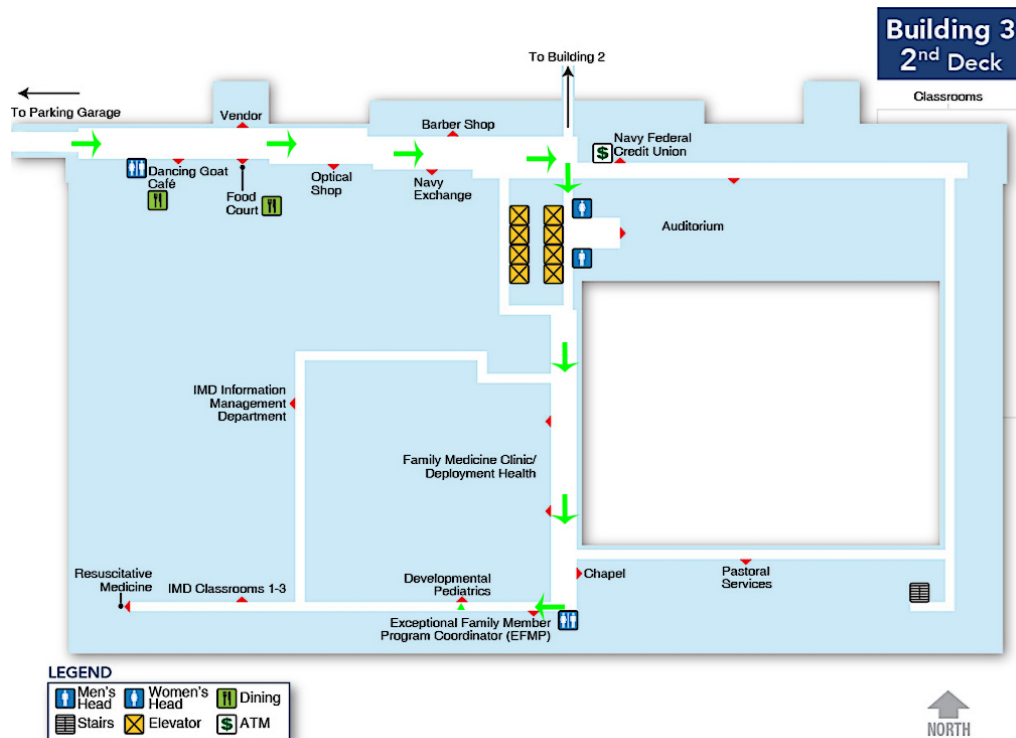 Building 3
2nd Deck
Classrooms
To Building 2
To Parking Garage
Vendor
Barber Shop
Navy Federal
Credit Union
$
Dancing Goat
Café
Food
Court
Optical
Shop
Navy
Exchange
Auditorium
IMD Information
Management
Department
Family Medicine Clinic/
Deployment Health
Resuscitative
Medicine
IMD Classrooms 1-3
Developmental
Pediatrics
Chapel
Pastoral
Services
Exceptional Family Member
Program Coordinator (EFMP)
LEGEND
Men's
Head
Women's
Head
Dining
Stairs
Elevator
$ ATM
NORTH